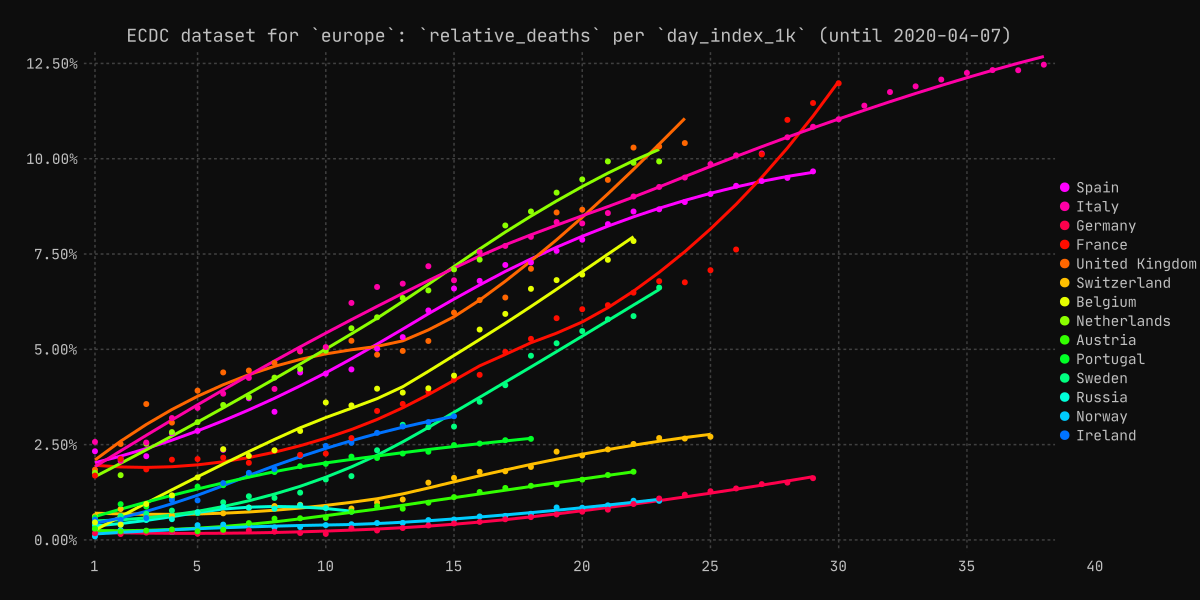 ECDC dataset for `europe`: `relative_deaths` per `day_index_1k` (until 2020-04-07)
12.50%
10.00%
7.50%
5.00%
2.50%
0.00%
1 5 10 15 20 25 30 35 40
Spain
Italy
Germany
France
United Kingdom
Switzerland
Belgium
Netherlands
Austria
Portugal
Sweden
Russia
Norway
Ireland